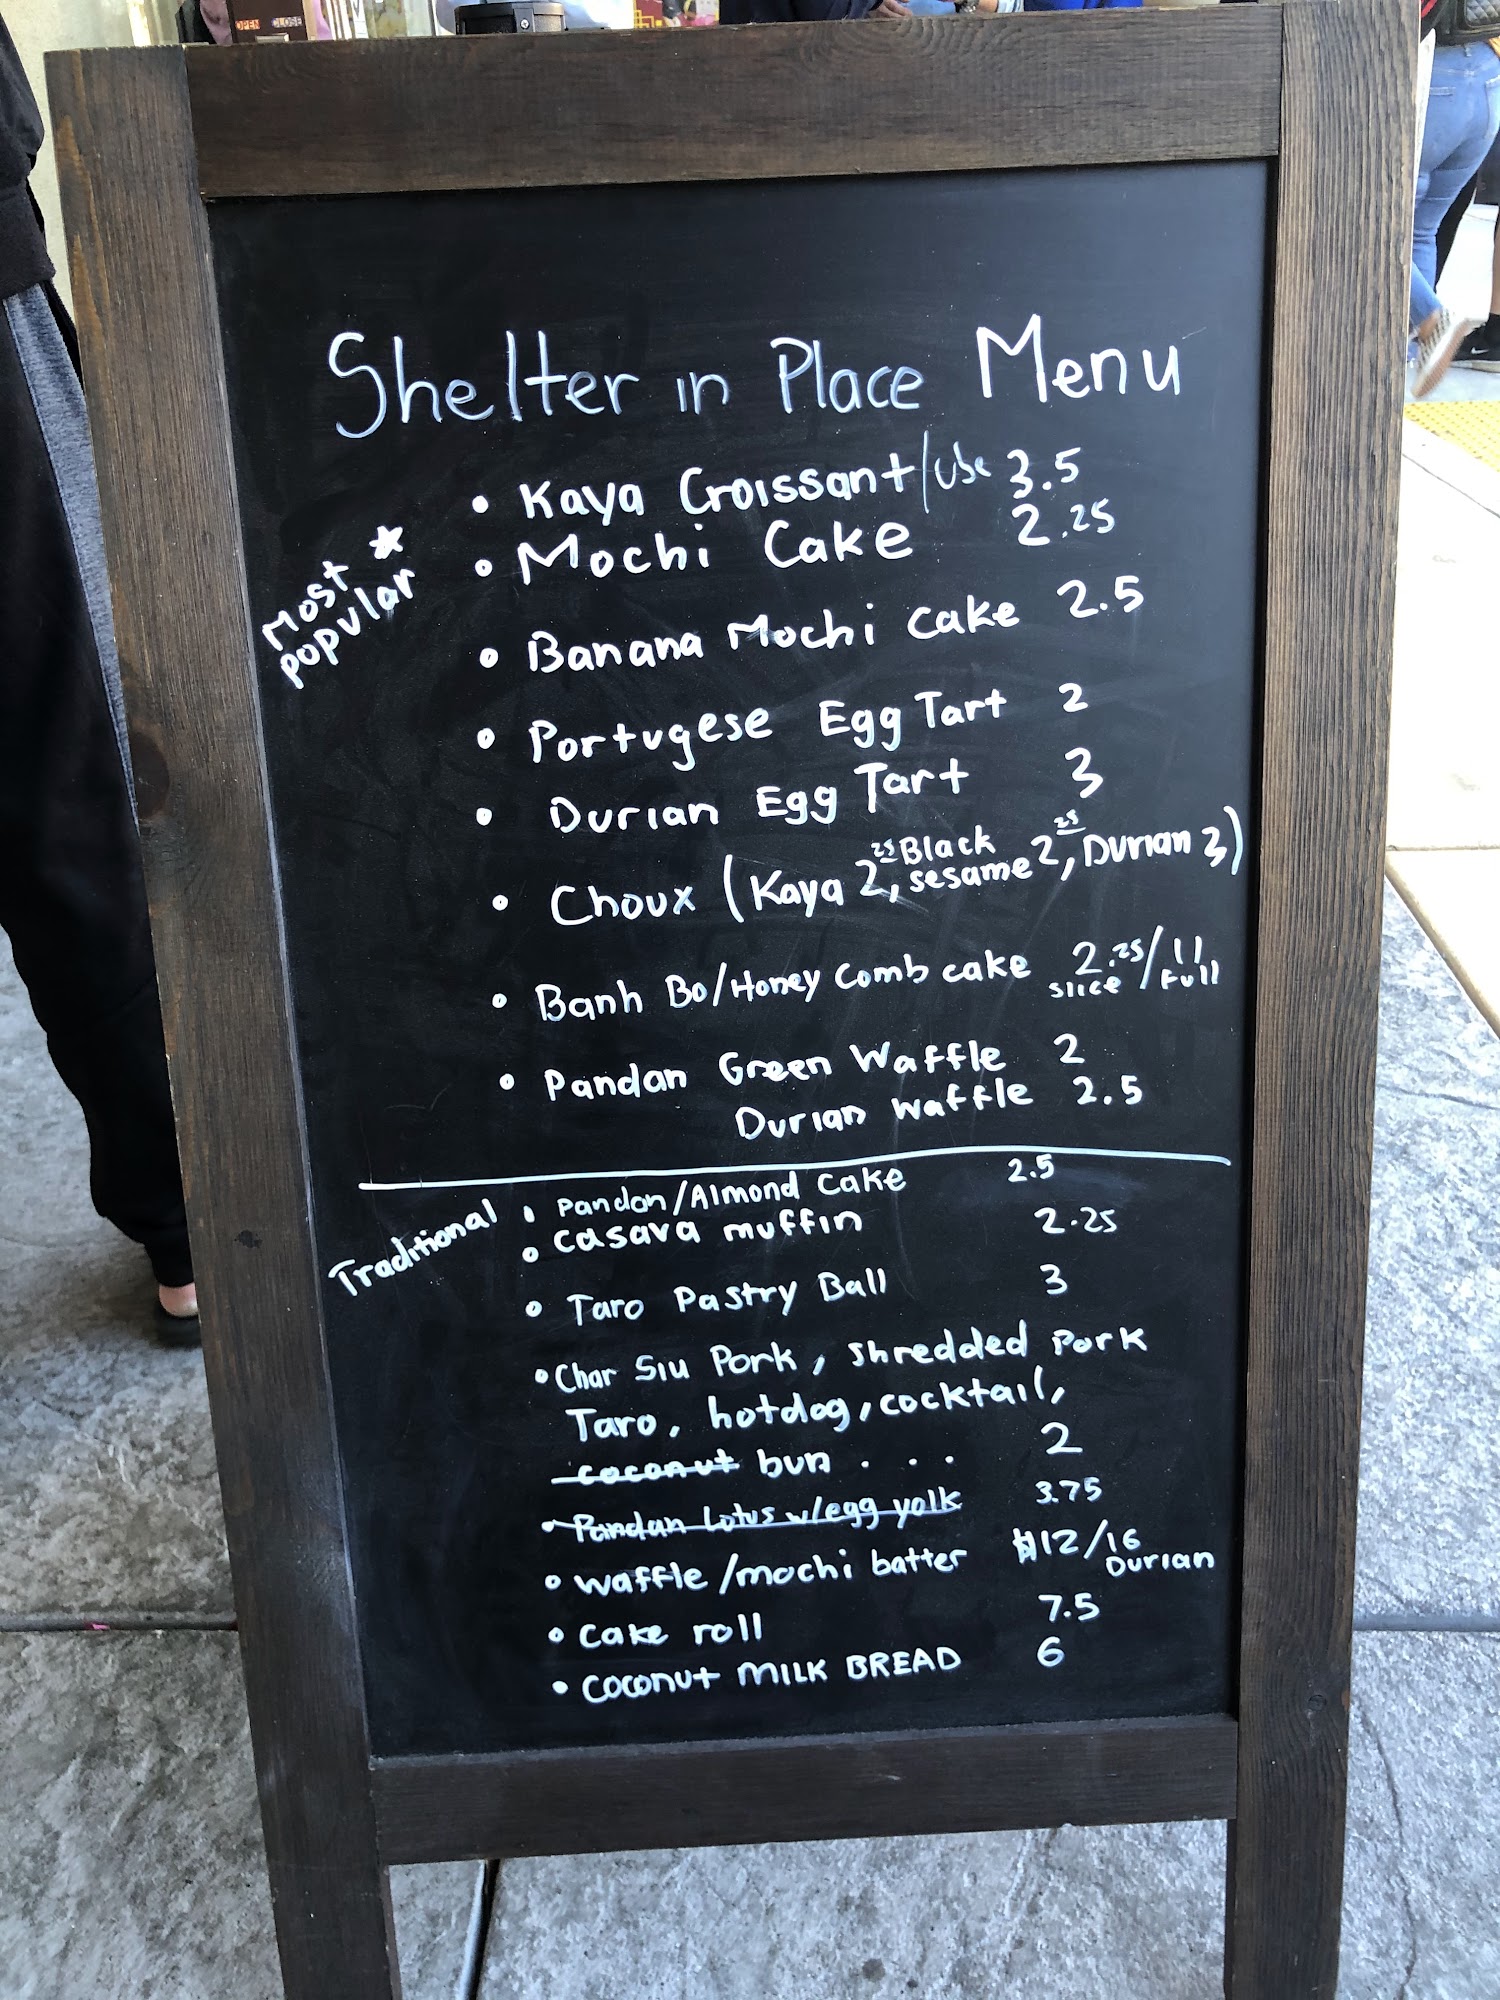 OPEN CLOSE
Shelter in Place Menu
Most popular
• Kaya Croissant/ube 3.5
• Mochi Cake 2.25
• Banana Mochi cake 2.5
• Portugese Egg Tart 2
• Durian Egg Tart 3
• Choux (Kaya 2.25, Black sesame 2.25, Durian 3)
• Banh Bo/Honey Comb cake 2.25 slice / 11 full
• Pandan Green Waffle 2
Durian waffle 2.5
Traditional
• Pandan/Almond cake 2.5
• casava muffin 2.25
• Taro Pastry Ball 3
• Char Siu Pork, shredded pork
Taro, hotdog, cocktail,
coconut bun . . . 2
• Pandan Lotus w/egg yolk 3.75
• waffle/mochi batter $12/16 Durian
• cake roll 7.5
• coconut MILK BREAD 6